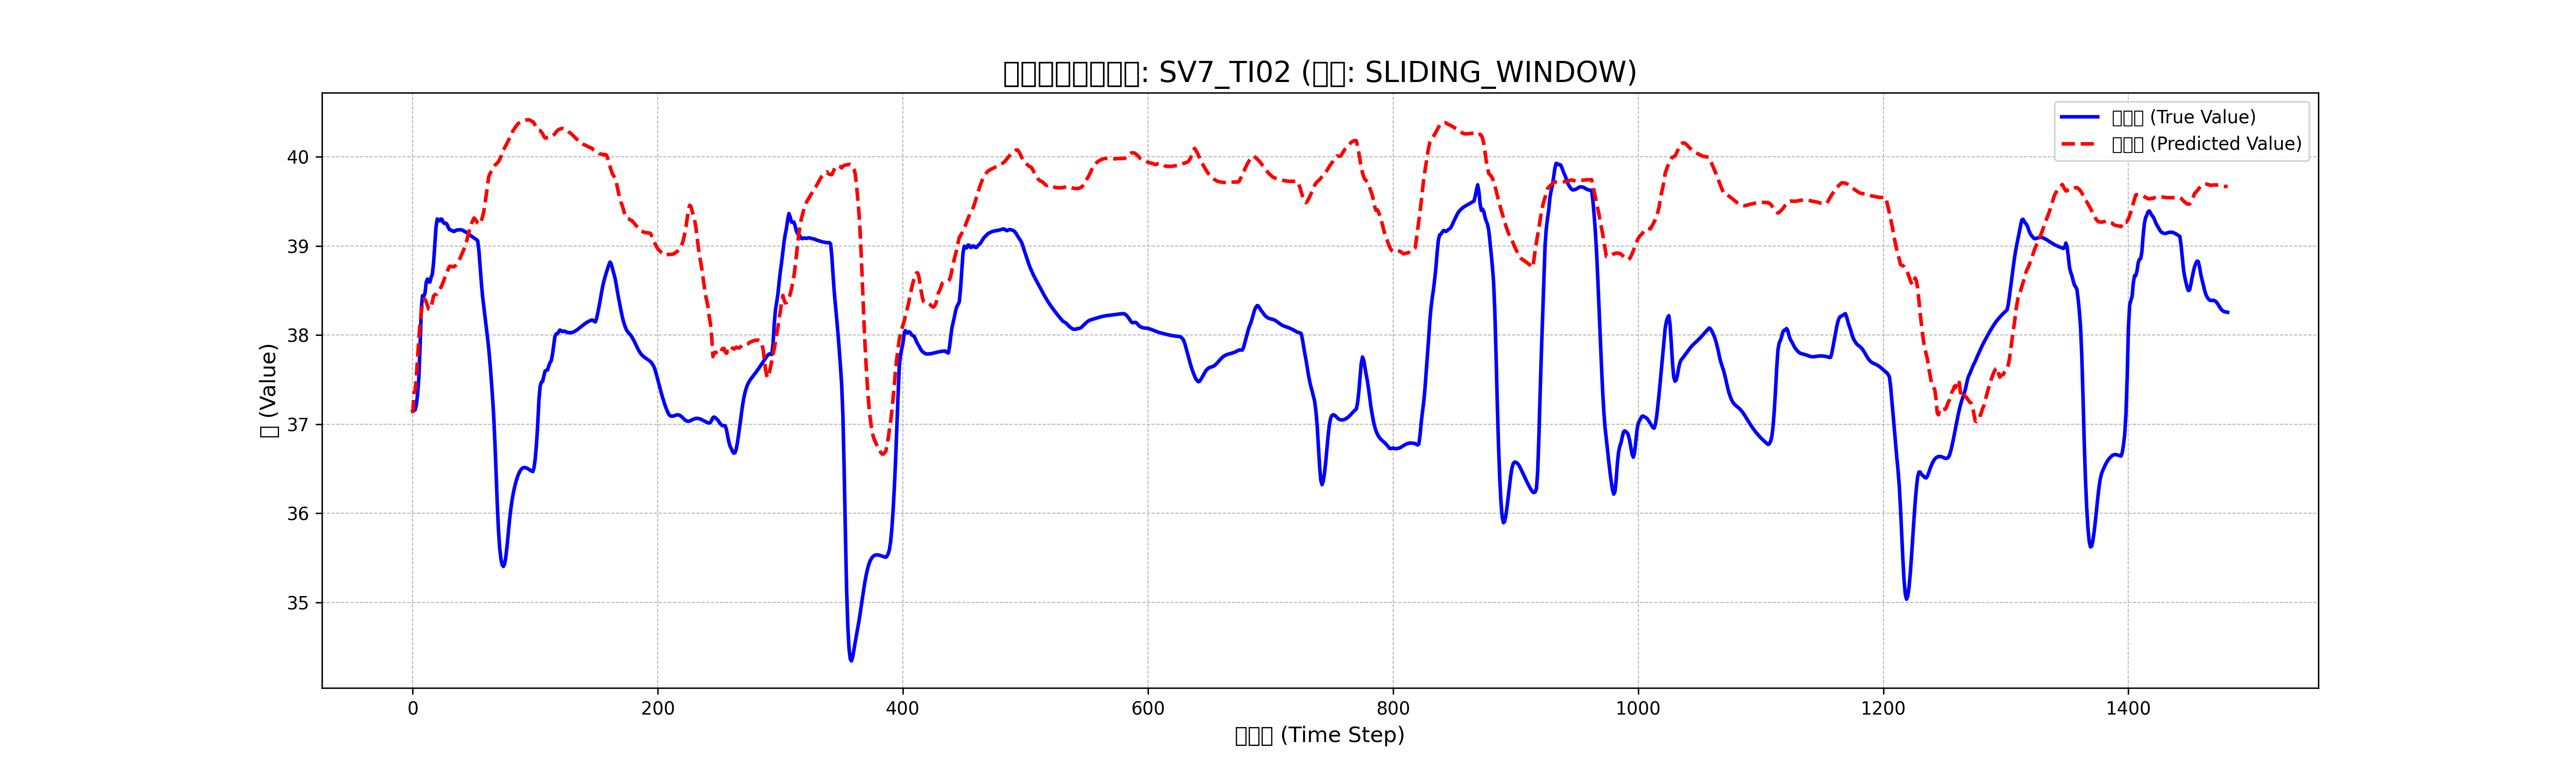 : SV7_TI02 (: SLIDING_WINDOW)
(True Value)
(Predicted Value)
(Value)
40
39
38
37
36
35
0 200 400 600 800 1000 1200 1400
(Time Step)